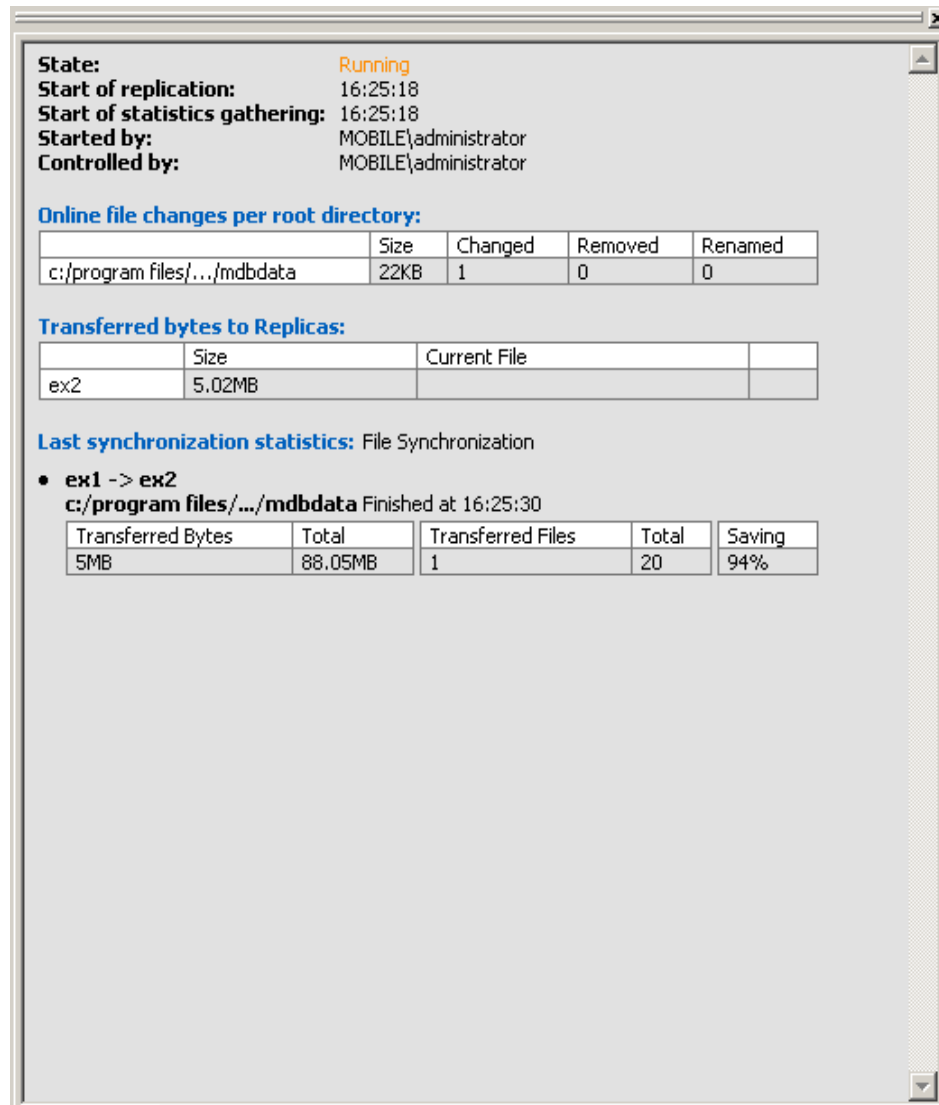 State: Running
Start of replication: 16:25:18
Start of statistics gathering: 16:25:18
Started by: MOBILE\administrator
Controlled by: MOBILE\administrator
Online file changes per root directory:
Size Changed Removed Renamed
c:/program files/.../mdbdata 22KB 1 0 0
Transferred bytes to Replicas:
Size Current File
ex2 5.02MB
Last synchronization statistics: File Synchronization
• ex1 -> ex2
c:/program files/.../mdbdata Finished at 16:25:30
Transferred Bytes Total Transferred Files Total Saving
5MB 88.05MB 1 20 94%